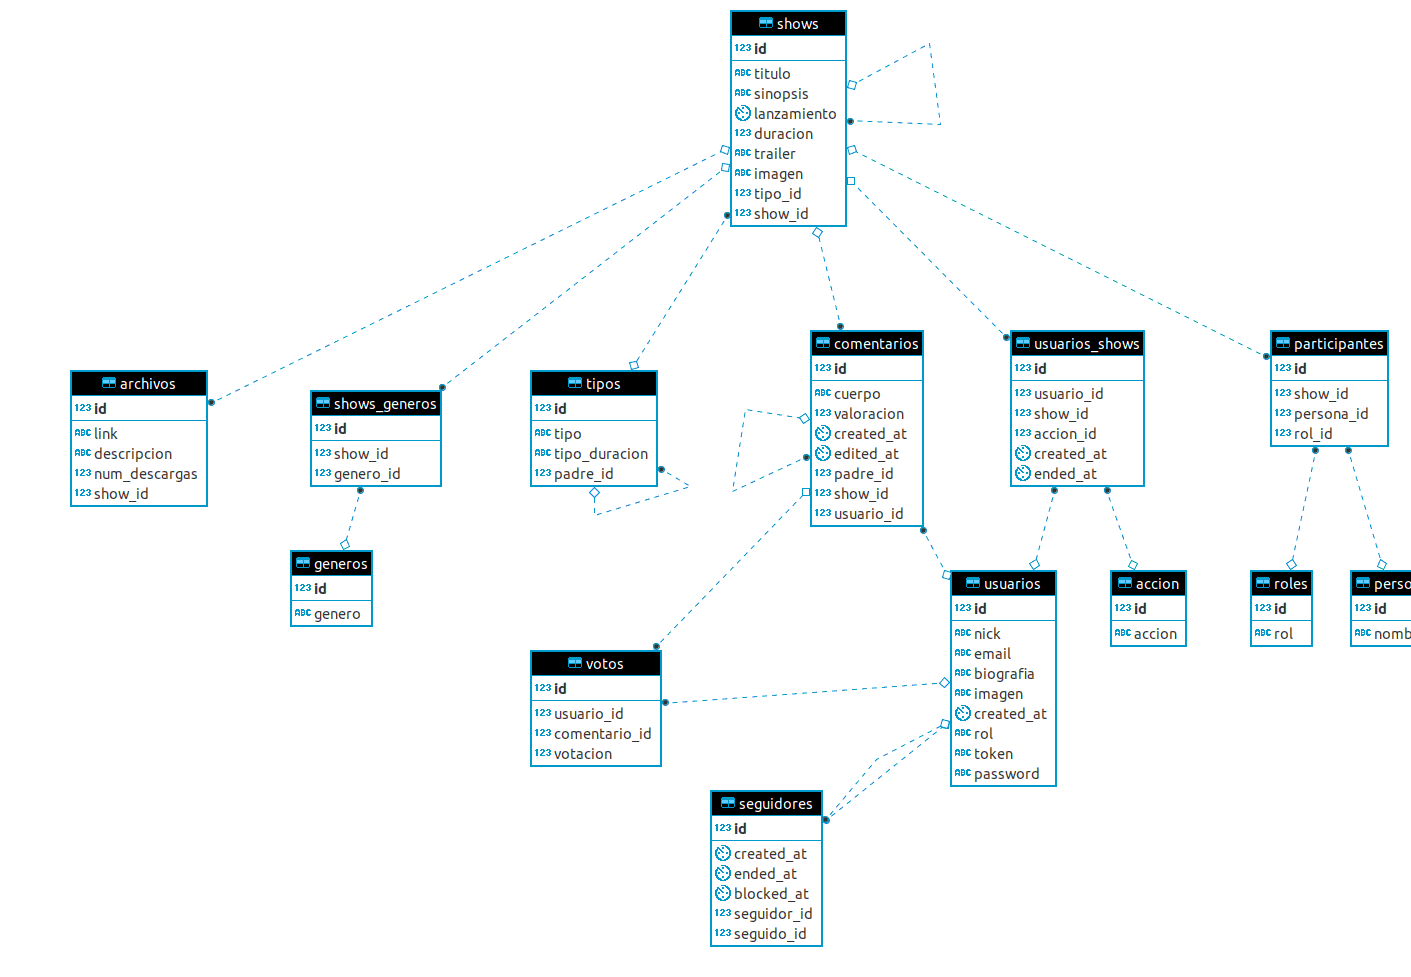 shows
123 id
ABC titulo
ABC sinopsis
lanzamiento
123 duracion
ABC trailer
ABC imagen
123 tipo_id
123 show_id
archivos
123 id
ABC link
ABC descripcion
123 num_descargas
123 show_id
shows_generos
123 id
123 show_id
123 genero_id
generos
123 id
ABC genero
tipos
123 id
ABC tipo
ABC tipo_duracion
123 padre_id
comentarios
123 id
ABC cuerpo
123 valoracion
created_at
edited_at
123 padre_id
123 show_id
123 usuario_id
usuarios_shows
123 id
123 usuario_id
123 show_id
123 accion_id
created_at
ended_at
participantes
123 id
123 show_id
123 persona_id
123 rol_id
usuarios
123 id
ABC nick
ABC email
ABC biografia
ABC imagen
created_at
ABC rol
ABC token
ABC password
accion
123 id
ABC accion
roles
123 id
ABC rol
perso
123 id
ABC nomb
votos
123 id
123 usuario_id
123 comentario_id
123 votacion
seguidores
123 id
created_at
ended_at
blocked_at
123 seguidor_id
123 seguido_id